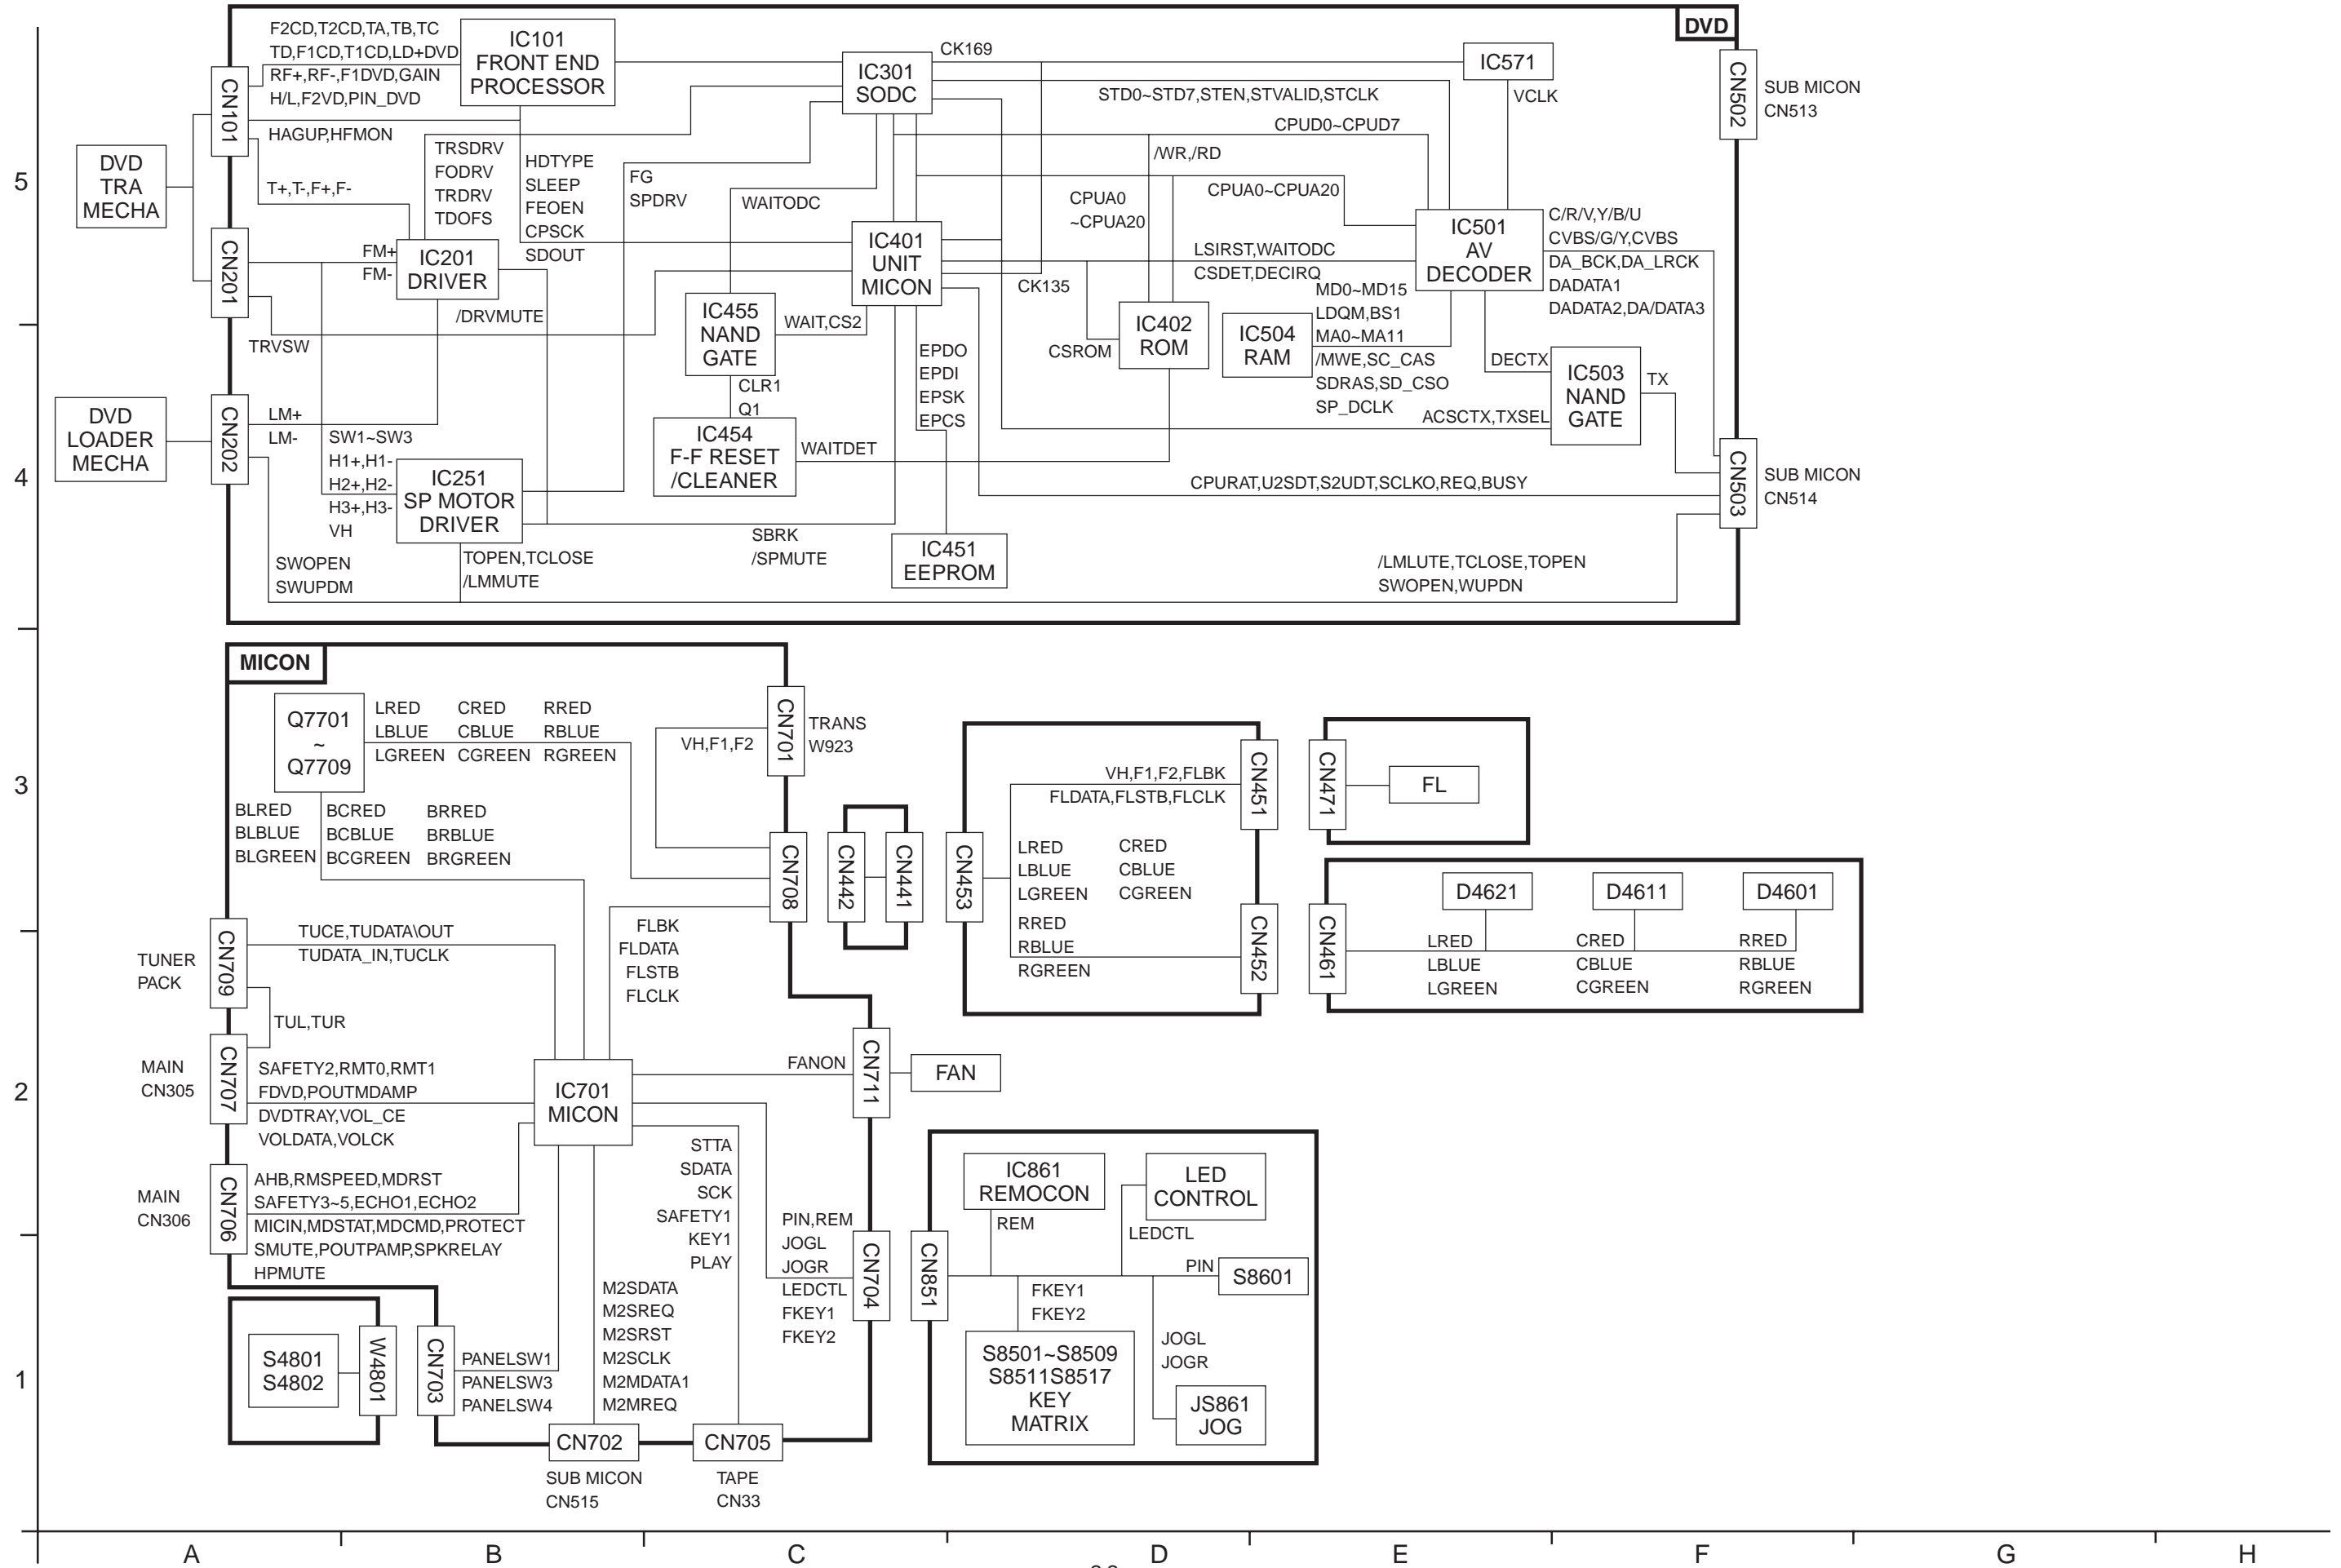 DVD
F2CD,T2CD,TA,TB,TC
TD,F1CD,T1CD,LD+DVD
RF+,RF-,F1DVD,GAIN
H/L,F2VD,PIN_DVD
IC101
FRONT END
PROCESSOR
IC301
SODC
CK169
IC571
VCLK
STD0~STD7,STEN,STVALID,STCLK
CPUD0~CPUD7
CN502
SUB MICON
CN513
CN101
HAGUP,HFMON
DVD
TRA
MECHA
5
T+,T-,F+,F-
TRSDRV
FODRV
TRDRV
TDOFS
HDTYPE
SLEEP
FEOEN
CPSCK
SDOUT
FG
SPDRV
WAITODC
/WR,/RD
CPUA0
~CPUA20
CPUA0~CPUA20
IC401
UNIT
MICON
IC501
AV
DECODER
C/R/V,Y/B/U
CVBS/G/Y,CVBS
DA_BCK,DA_LRCK
DADATA1
DADATA2,DA/DATA3
CN201
FM+
FM-
IC201
DRIVER
/DRVMUTE
LSIRST,WAITODC
CSDET,DECIRQ
CK135
IC455
NAND
GATE
WAIT,CS2
IC402
ROM
CSROM
IC504
RAM
MD0~MD15
LDQM,BS1
MA0~MA11
/MWE,SC_CAS
SDRAS,SD_CSO
SP_DCLK
DECTX
IC503
NAND
GATE
TX
TRVSW
EPDO
EPDI
EPSK
EPCS
CLR1
Q1
ACSCTX,TXSEL
DVD
LOADER
MECHA
CN202
LM+
LM-
IC454
F-F RESET
/CLEANER
WAITDET
4
SW1~SW3
H1+,H1-
H2+,H2-
H3+,H3-
VH
IC251
SP MOTOR
DRIVER
CPURAT,U2SDT,S2UDT,SCLKO,REQ,BUSY
CN503
SUB MICON
CN514
SBRK
/SPMUTE
IC451
EEPROM
SWOPEN
SWUPDM
TOPEN,TCLOSE
/LMMUTE
/LMLUTE,TCLOSE,TOPEN
SWOPEN,WUPDN
MICON
Q7701
~
Q7709
LRED
LBLUE
LGREEN
CRED
CBLUE
CGREEN
RRED
RBLUE
RGREEN
VH,F1,F2
CN701
TRANS
W923
3
BLRED
BLBLUE
BLGREEN
BCRED
BCBLUE
BCGREEN
BRRED
BRBLUE
BRGREEN
CN708
CN442
CN441
CN453
VH,F1,F2,FLBK
FLDATA,FLSTB,FLCLK
CN451
LRED
LBLUE
LGREEN
CRED
CBLUE
CGREEN
RRED
RBLUE
RGREEN
CN452
CN471
FL
D4621
D4611
D4601
CN461
LRED
LBLUE
LGREEN
CRED
CBLUE
CGREEN
RRED
RBLUE
RGREEN
TUNER
PACK
CN709
TUCE,TUDATA\OUT
TUDATA_IN,TUCLK
FLBK
FLDATA
FLSTB
FLCLK
TUL,TUR
2
MAIN
CN305
CN707
SAFETY2,RMT0,RMT1
FDVD,POUTMDAMP
DVDTRAY,VOL_CE
VOLDATA,VOLCK
IC701
MICON
FANON
CN711
FAN
MAIN
CN306
CN706
AHB,RMSPEED,MDRST
SAFETY3~5,ECHO1,ECHO2
MICIN,MDSTAT,MDCMD,PROTECT
SMUTE,POUTPAMP,SPKRELAY
HPMUTE
STTA
SDATA
SCK
SAFETY1
KEY1
PLAY
PIN,REM
JOGL
JOGR
LEDCTL
FKEY1
FKEY2
CN704
CN851
IC861
REMOCON
REM
LED
CONTROL
LEDCTL
PIN
S8601
FKEY1
FKEY2
S8501~S8509
S8511S8517
KEY
MATRIX
JOGL
JOGR
JS861
JOG
1
S4801
S4802
W4801
CN703
PANELSW1
PANELSW3
PANELSW4
M2SDATA
M2SREQ
M2SRST
M2SCLK
M2MDATA1
M2MREQ
CN702
CN705
SUB MICON
CN515
TAPE
CN33
A
B
C
D
E
F
G
H